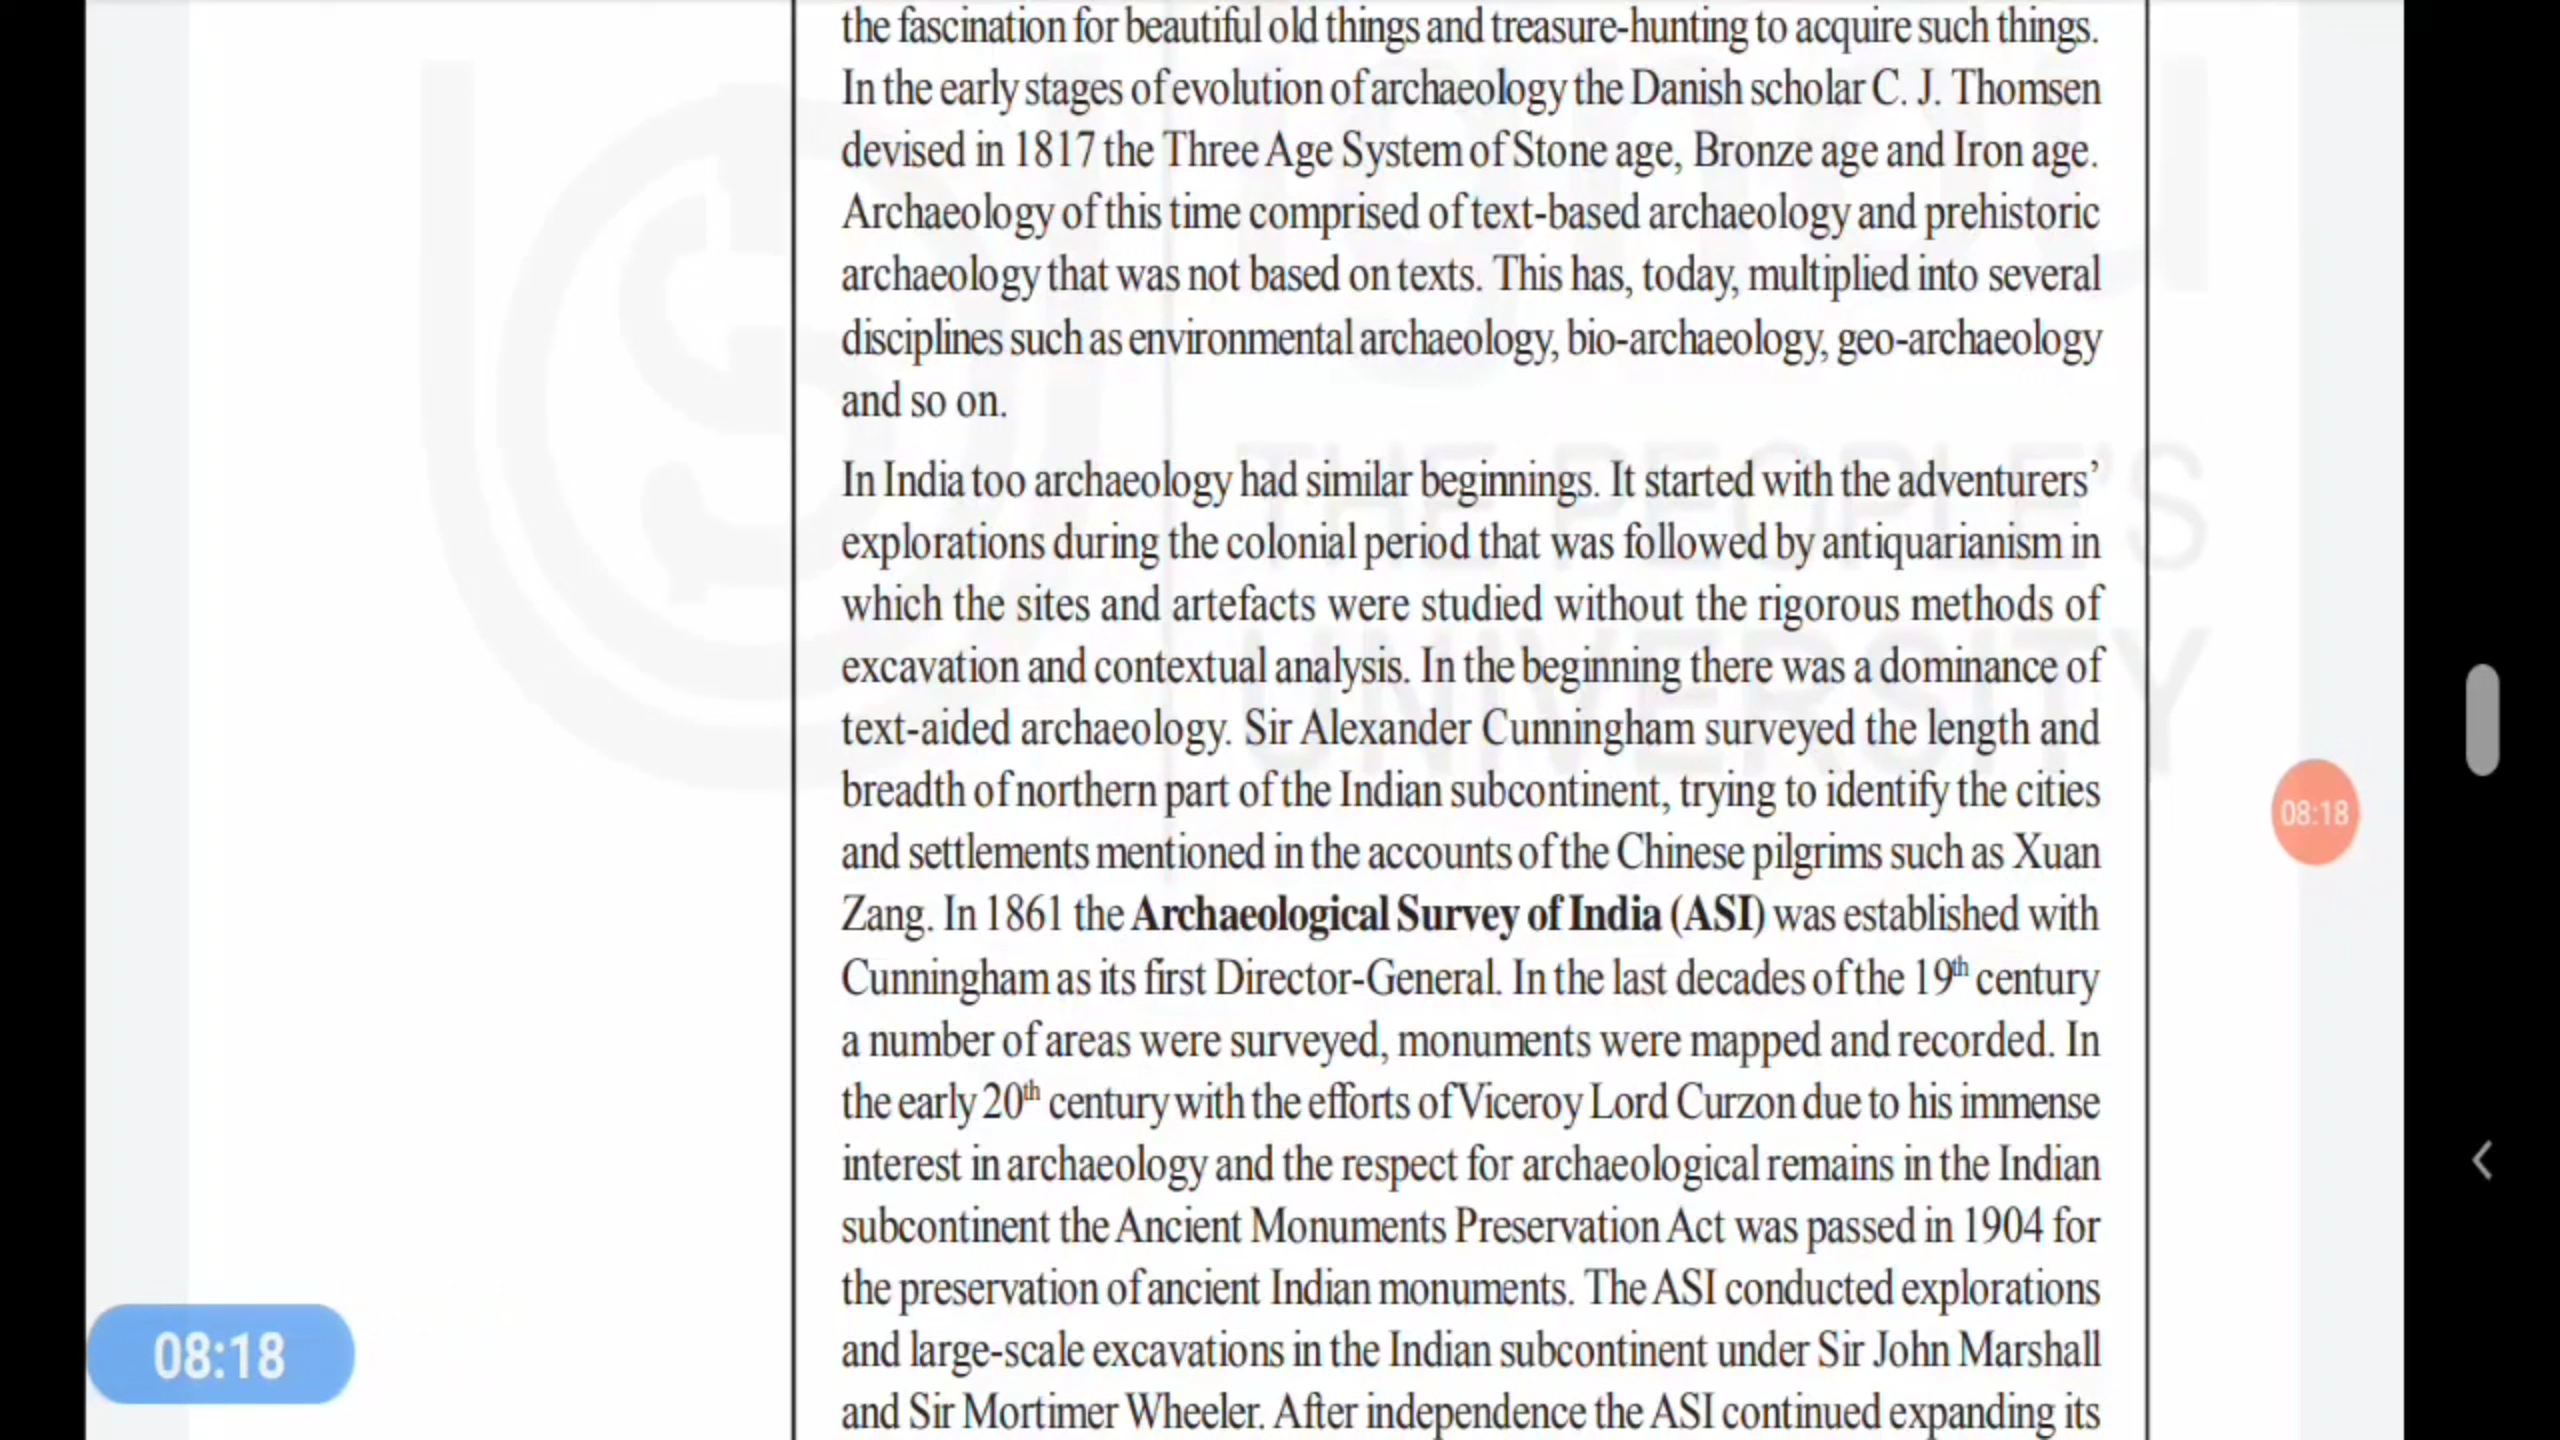 the fascination for beautiful old things and treasure-hunting to acquire such things.
In the early stages of evolution of archaeology the Danish scholar C. J. Thomsen
devised in 1817 the Three Age System of Stone age, Bronze age and Iron age.
Archaeology of this time comprised of text-based archaeology and prehistoric
archaeology that was not based on texts. This has, today, multiplied into several
disciplines such as environmental archaeology, bio-archaeology, geo-archaeology
and so on.
In India too archaeology had similar beginnings. It started with the adventurers’
explorations during the colonial period that was followed by antiquarianism in
which the sites and artefacts were studied without the rigorous methods of
excavation and contextual analysis. In the beginning there was a dominance of
text-aided archaeology. Sir Alexander Cunningham surveyed the length and
breadth of northern part of the Indian subcontinent, trying to identify the cities
and settlements mentioned in the accounts of the Chinese pilgrims such as Xuan
Zang. In 1861 the Archaeological Survey of India (ASI) was established with
Cunningham as its first Director-General. In the last decades of the 19th century
a number of areas were surveyed, monuments were mapped and recorded. In
the early 20th century with the efforts of Viceroy Lord Curzon due to his immense
interest in archaeology and the respect for archaeological remains in the Indian
subcontinent the Ancient Monuments Preservation Act was passed in 1904 for
the preservation of ancient Indian monuments. The ASI conducted explorations
and large-scale excavations in the Indian subcontinent under Sir John Marshall
and Sir Mortimer Wheeler. After independence the ASI continued expanding its
ignou
THE PEOPLE’S
UNIVERSITY
08:18
08:18